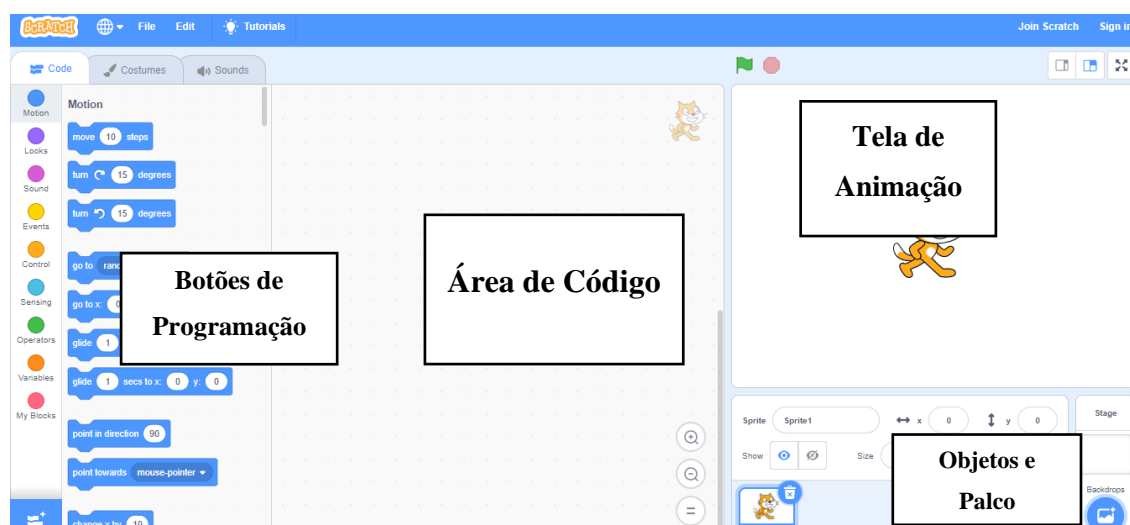 SCRATCH File Edit Tutorials Join Scratch Sign in
Code Costumes Sounds
Motion
Looks
Sound
Events
Control
Sensing
Operators
Variables
My Blocks
Motion
move 10 steps
turn 15 degrees
turn 15 degrees
go to
go to x:
glide 1
glide 1 secs to x: 0 y: 0
point in direction 90
point towards mouse-pointer
change x by 10
Botões de
Programação
Área de Código
Tela de
Animação
Sprite Sprite1 x 0 y 0
Show Size
Objetos e
Palco
Stage
Backdrops